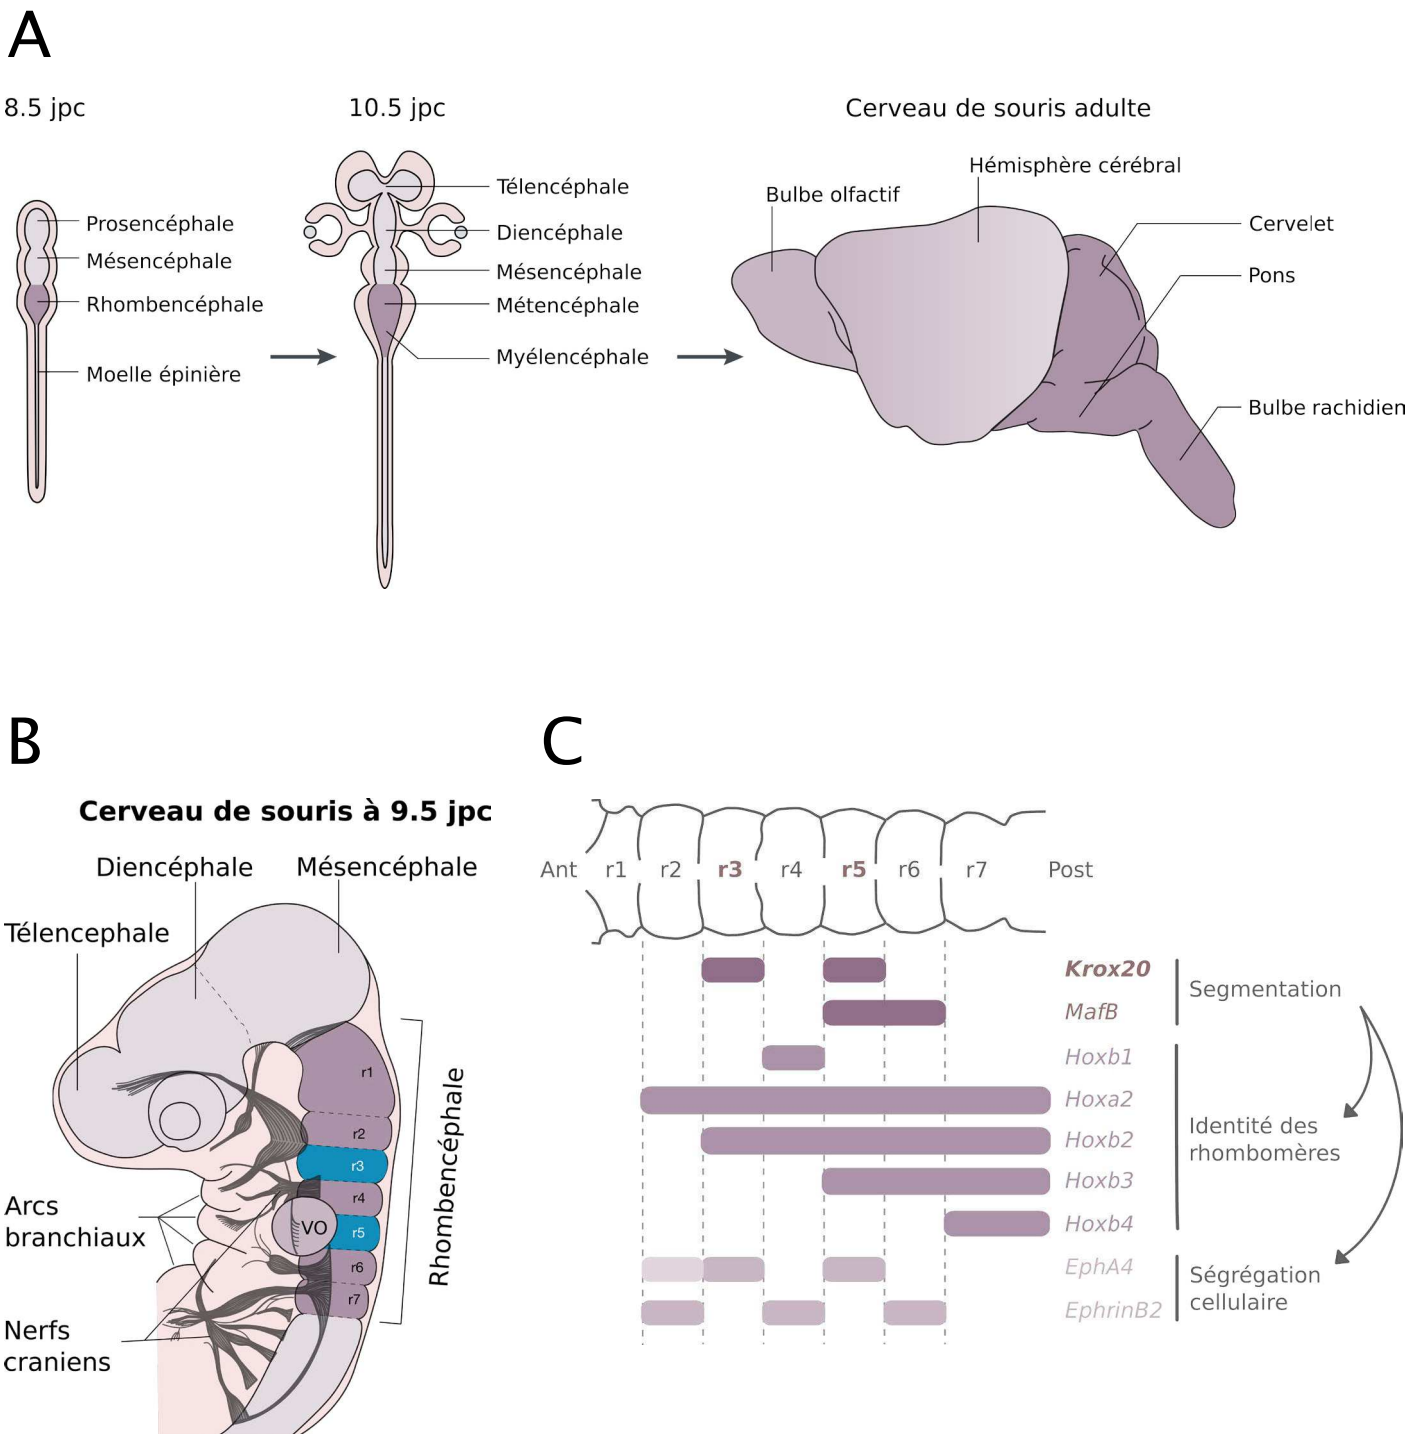 A
8.5 jpc
10.5 jpc
Cerveau de souris adulte
Prosencéphale
Mésencéphale
Rhombencéphale
Moelle épinière
Télencéphale
Diencéphale
Mésencéphale
Métencéphale
Myélencéphale
Bulbe olfactif
Hémisphère cérébral
Cervelet
Pons
Bulbe rachidien
B
Cerveau de souris à 9.5 jpc
Diencéphale
Mésencéphale
Télencephale
r1
r2
r3
r4
r5
r6
r7
VO
Rhombencéphale
Arcs
branchiaux
Nerfs
craniens
C
Ant r1 r2 r3 r4 r5 r6 r7 Post
Krox20
MafB
Segmentation
Hoxb1
Hoxa2
Hoxb2
Hoxb3
Hoxb4
Identité des
rhombomères
EphA4
EphrinB2
Ségrégation
cellulaire